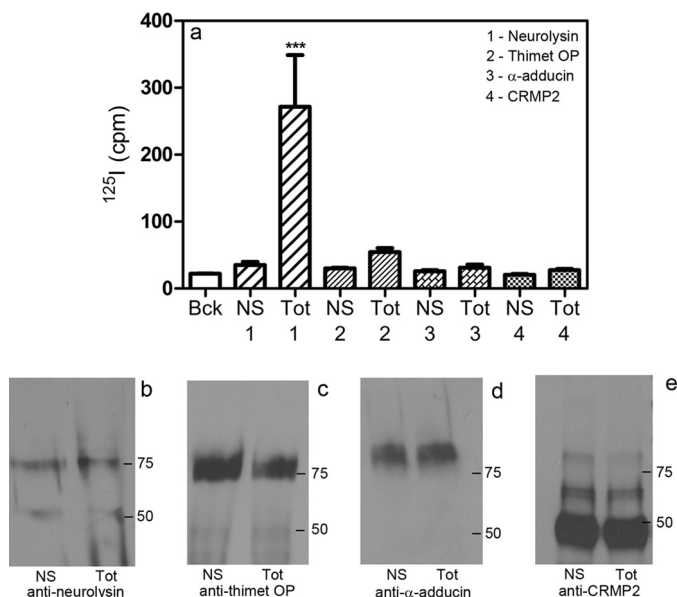 400
a
***
1 - Neurolysin
2 - Thimet OP
3 - α-adducin
4 - CRMP2
300
200
100
0
¹²⁵I (cpm)
Bck NS Tot NS Tot NS Tot NS Tot
1 1 2 2 3 3 4 4
b
75
50
NS Tot
anti-neurolysin
c
75
50
NS Tot
anti-thimet OP
d
75
50
NS Tot
anti-α-adducin
e
75
50
NS Tot
anti-CRMP2